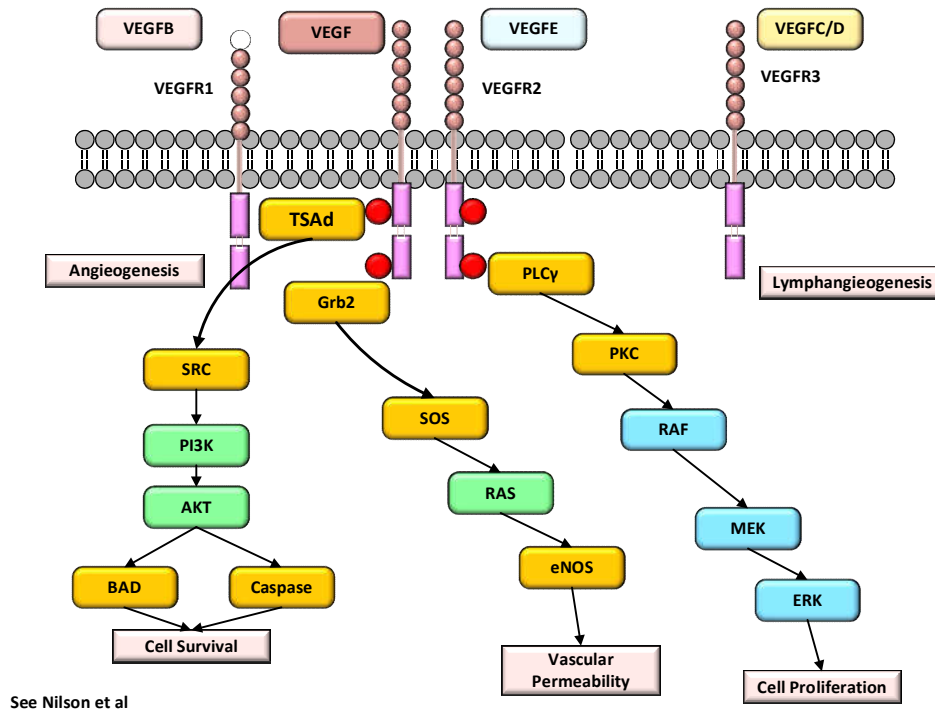 VEGFB
VEGF
VEGFE
VEGFC/D
VEGFR1
VEGFR2
VEGFR3
TSAd
Angieogenesis
PLCγ
Lymphangieogenesis
Grb2
SRC
PKC
SOS
RAF
PI3K
RAS
AKT
MEK
eNOS
BAD
Caspase
ERK
Cell Survival
Vascular
Permeability
Cell Proliferation
See Nilson et al